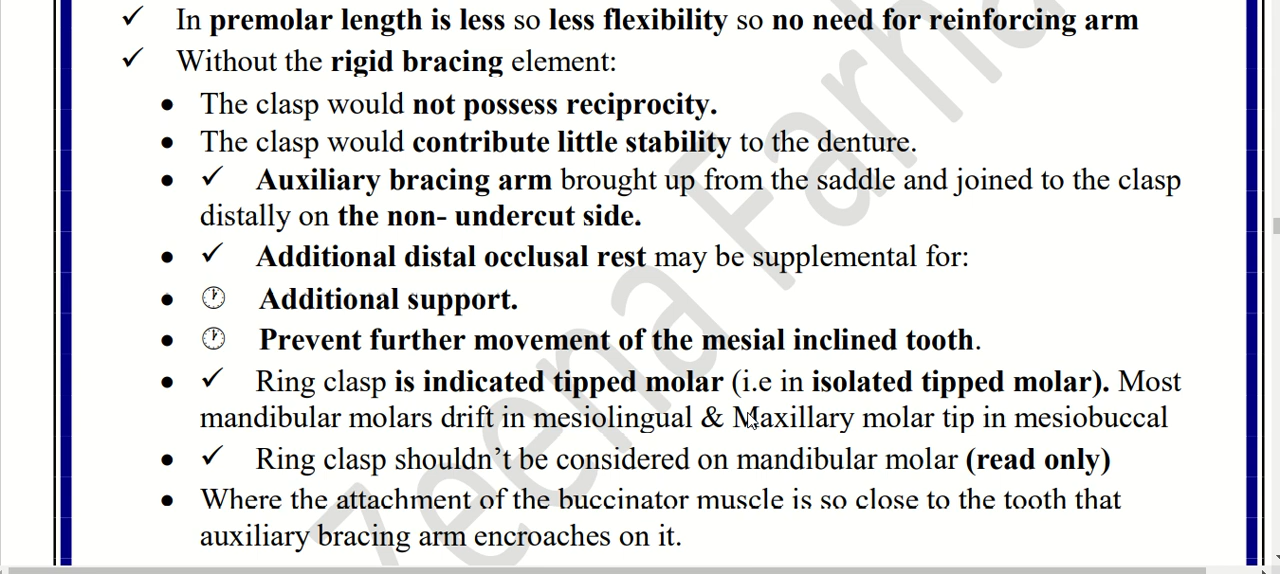 ✓ In premolar length is less so less flexibility so no need for reinforcing arm
✓ Without the rigid bracing element:
• The clasp would not possess reciprocity.
• The clasp would contribute little stability to the denture.
• ✓ Auxiliary bracing arm brought up from the saddle and joined to the clasp
distally on the non- undercut side.
• ✓ Additional distal occlusal rest may be supplemental for:
• 🕐 Additional support.
• 🕐 Prevent further movement of the mesial inclined tooth.
• ✓ Ring clasp is indicated tipped molar (i.e in isolated tipped molar). Most
mandibular molars drift in mesiolingual & Maxillary molar tip in mesiobuccal
• ✓ Ring clasp shouldn't be considered on mandibular molar (read only)
• Where the attachment of the buccinator muscle is so close to the tooth that
auxiliary bracing arm encroaches on it.
Zeena Farha